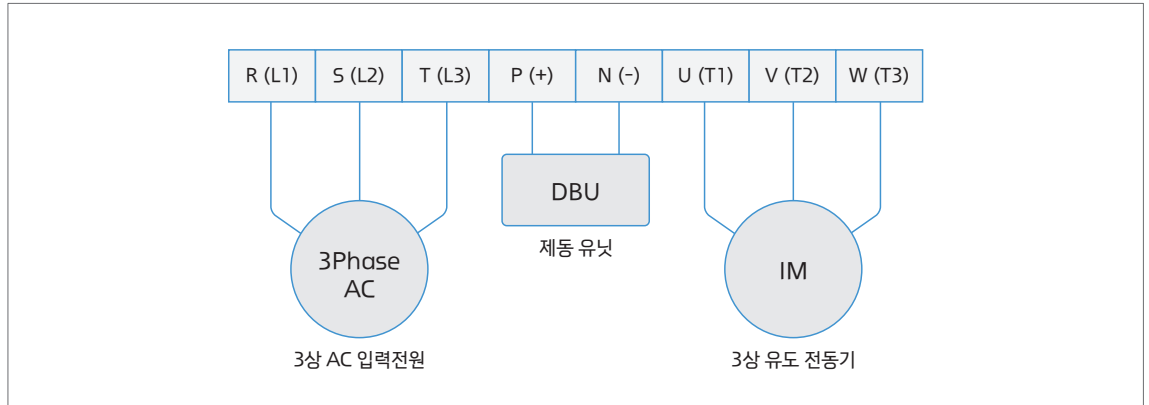 R (L1) S (L2) T (L3) P (+) N (-) U (T1) V (T2) W (T3)
DBU
제동 유닛
3Phase
AC
IM
3상 AC 입력전원
3상 유도 전동기